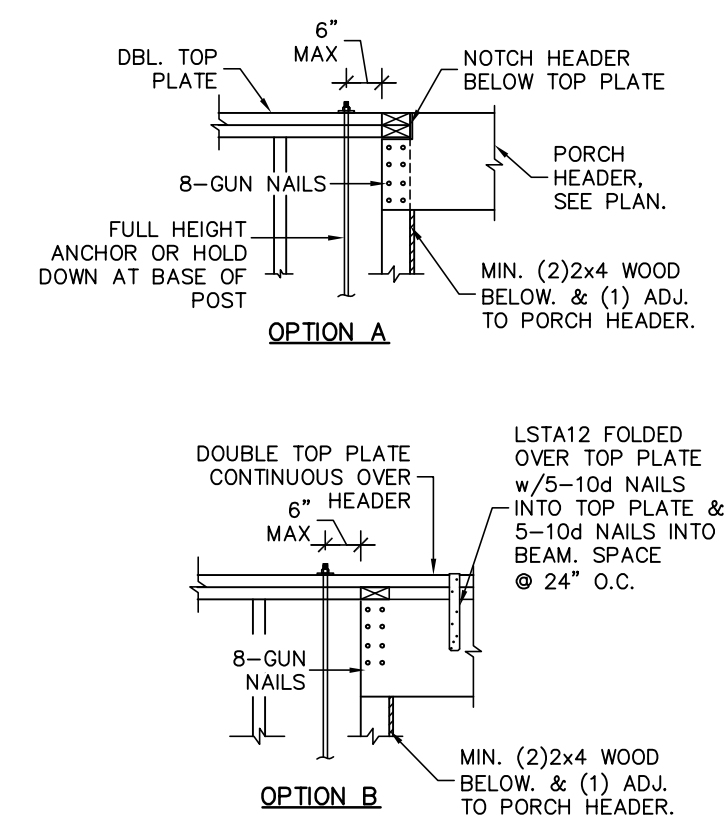 6"
MAX
DBL. TOP
PLATE
NOTCH HEADER
BELOW TOP PLATE
PORCH
HEADER,
SEE PLAN.
8-GUN NAILS
FULL HEIGHT
ANCHOR OR HOLD
DOWN AT BASE OF
POST
MIN. (2)2x4 WOOD
BELOW. & (1) ADJ.
TO PORCH HEADER.
OPTION A
DOUBLE TOP PLATE
CONTINUOUS OVER
HEADER
6"
MAX
LSTA12 FOLDED
OVER TOP PLATE
w/5-10d NAILS
INTO TOP PLATE &
5-10d NAILS INTO
BEAM. SPACE
@ 24" O.C.
8-GUN
NAILS
MIN. (2)2x4 WOOD
BELOW. & (1) ADJ.
TO PORCH HEADER.
OPTION B